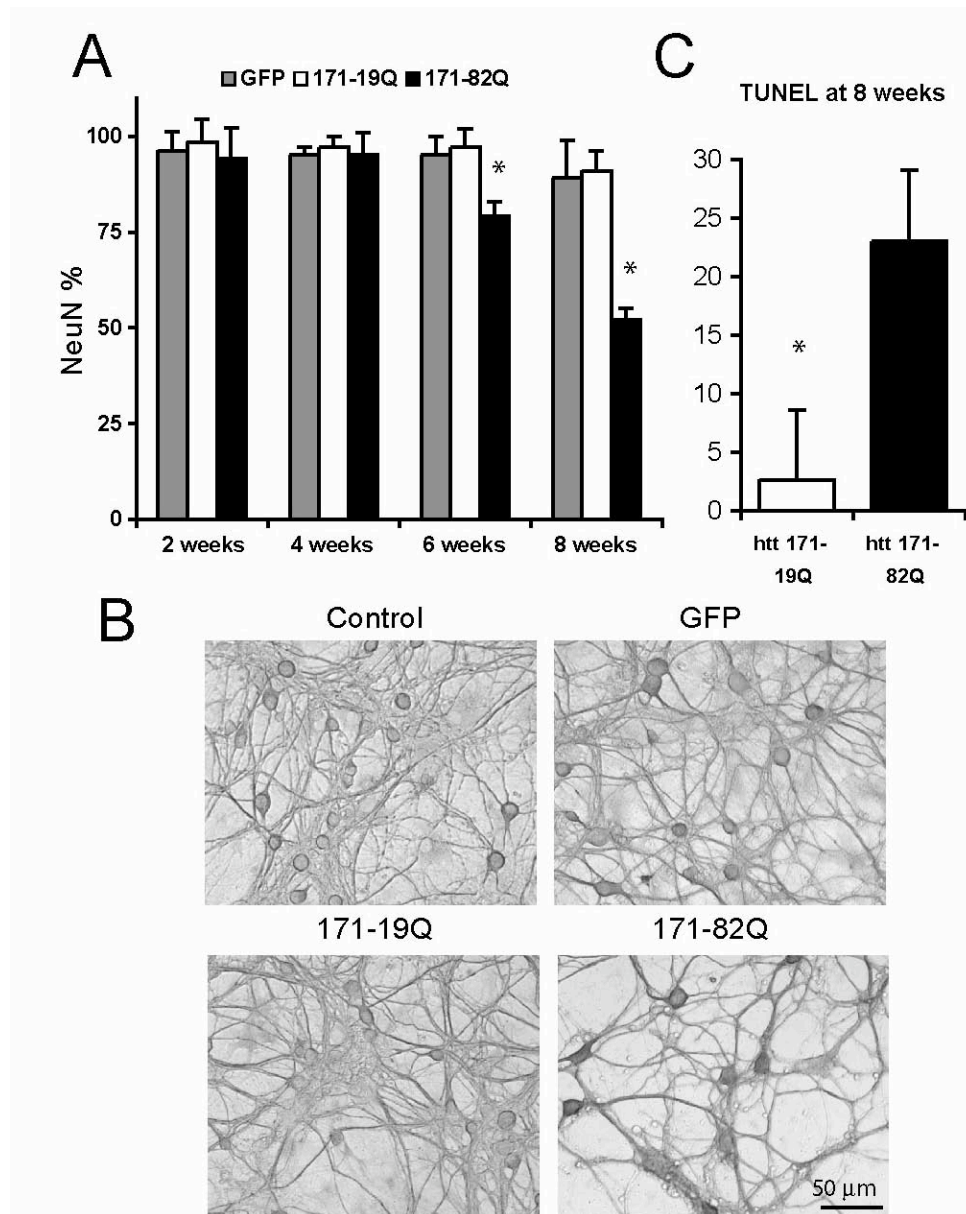 A
GFP 171-19Q 171-82Q
NeuN %
100
75
50
25
0
*
*
2 weeks 4 weeks 6 weeks 8 weeks
C
TUNEL at 8 weeks
30
25
20
15
10
5
0
*
htt 171- htt 171-
19Q 82Q
B
Control GFP
171-19Q 171-82Q
50 μm